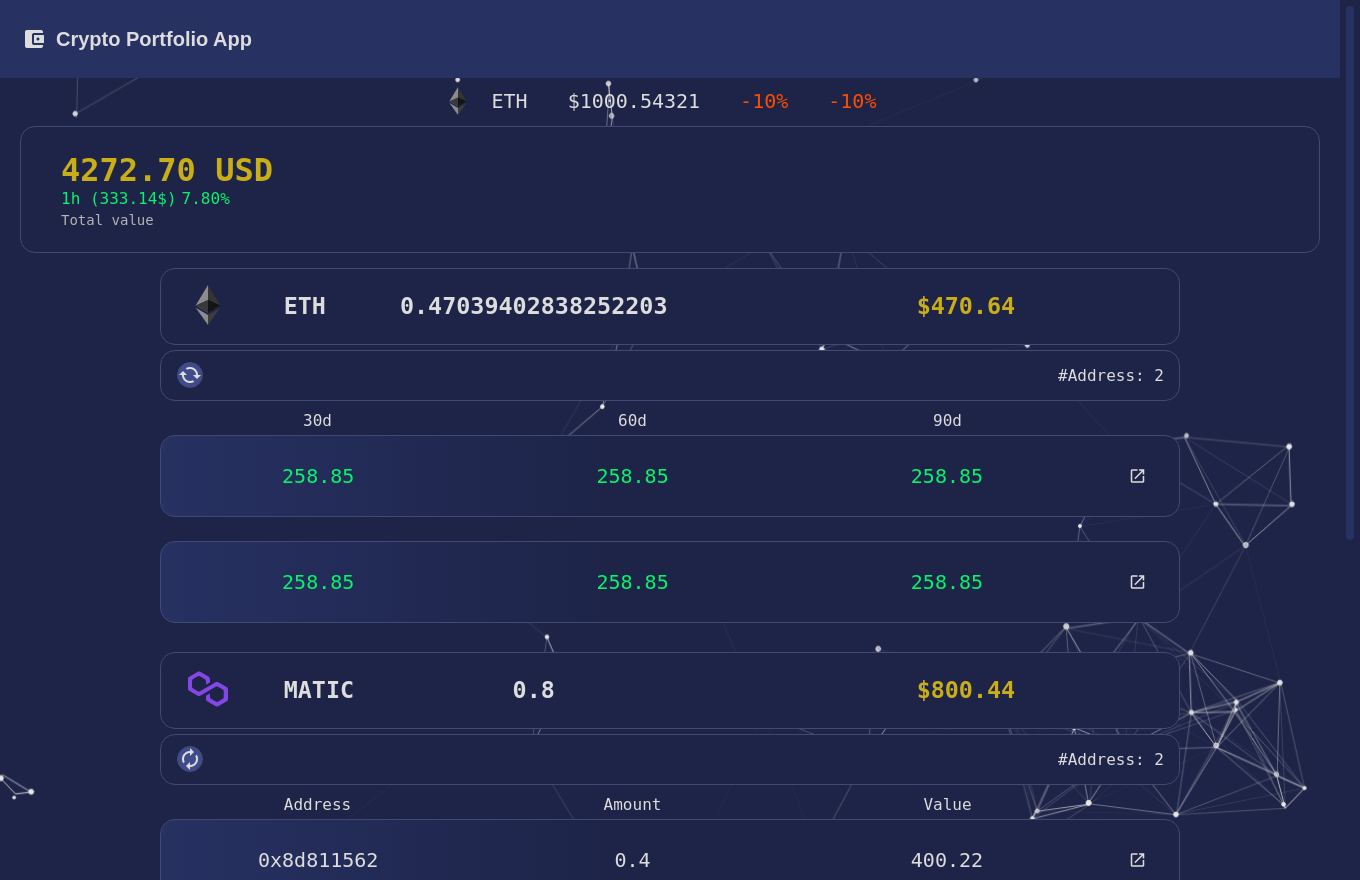 Crypto Portfolio App
ETH $1000.54321 -10% -10%
4272.70 USD
1h (333.14$) 7.80%
Total value
ETH 0.47039402838252203 $470.64
#Address: 2
30d 60d 90d
258.85 258.85 258.85
258.85 258.85 258.85
MATIC 0.8 $800.44
#Address: 2
Address Amount Value
0x8d811562 0.4 400.22